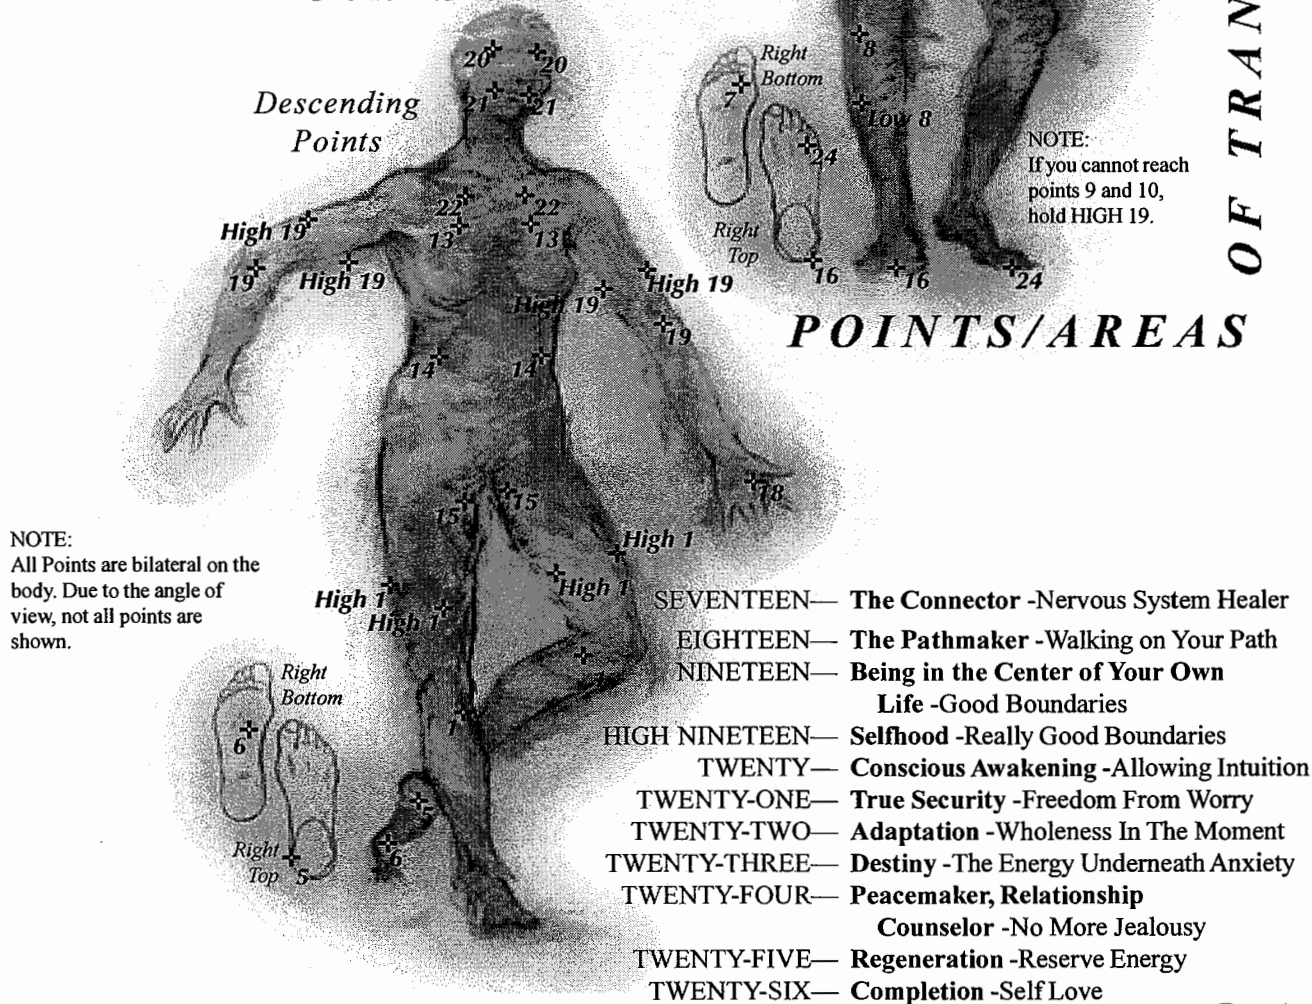 Descending
Points
20
20
21
21
22
22
13
13
High 19
19
High 19
High 19
High 19
19
14
14
18
15
15
High 1
High 1
High 1
High 1
1
5
6
NOTE:
All Points are bilateral on the
body. Due to the angle of
view, not all points are
shown.
Right
Bottom
6
Right
Top
5
Right
Bottom
7
24
Right
Top
16
8
Low 8
16
24
NOTE:
If you cannot reach
points 9 and 10,
hold HIGH 19.
OF TRAN
POINTS/AREAS
SEVENTEEN— The Connector -Nervous System Healer
EIGHTEEN— The Pathmaker -Walking on Your Path
NINETEEN— Being in the Center of Your Own
Life -Good Boundaries
HIGH NINETEEN— Selfhood -Really Good Boundaries
TWENTY— Conscious Awakening -Allowing Intuition
TWENTY-ONE— True Security -Freedom From Worry
TWENTY-TWO— Adaptation -Wholeness In The Moment
TWENTY-THREE— Destiny -The Energy Underneath Anxiety
TWENTY-FOUR— Peacemaker, Relationship
Counselor -No More Jealousy
TWENTY-FIVE— Regeneration -Reserve Energy
TWENTY-SIX— Completion -Self Love